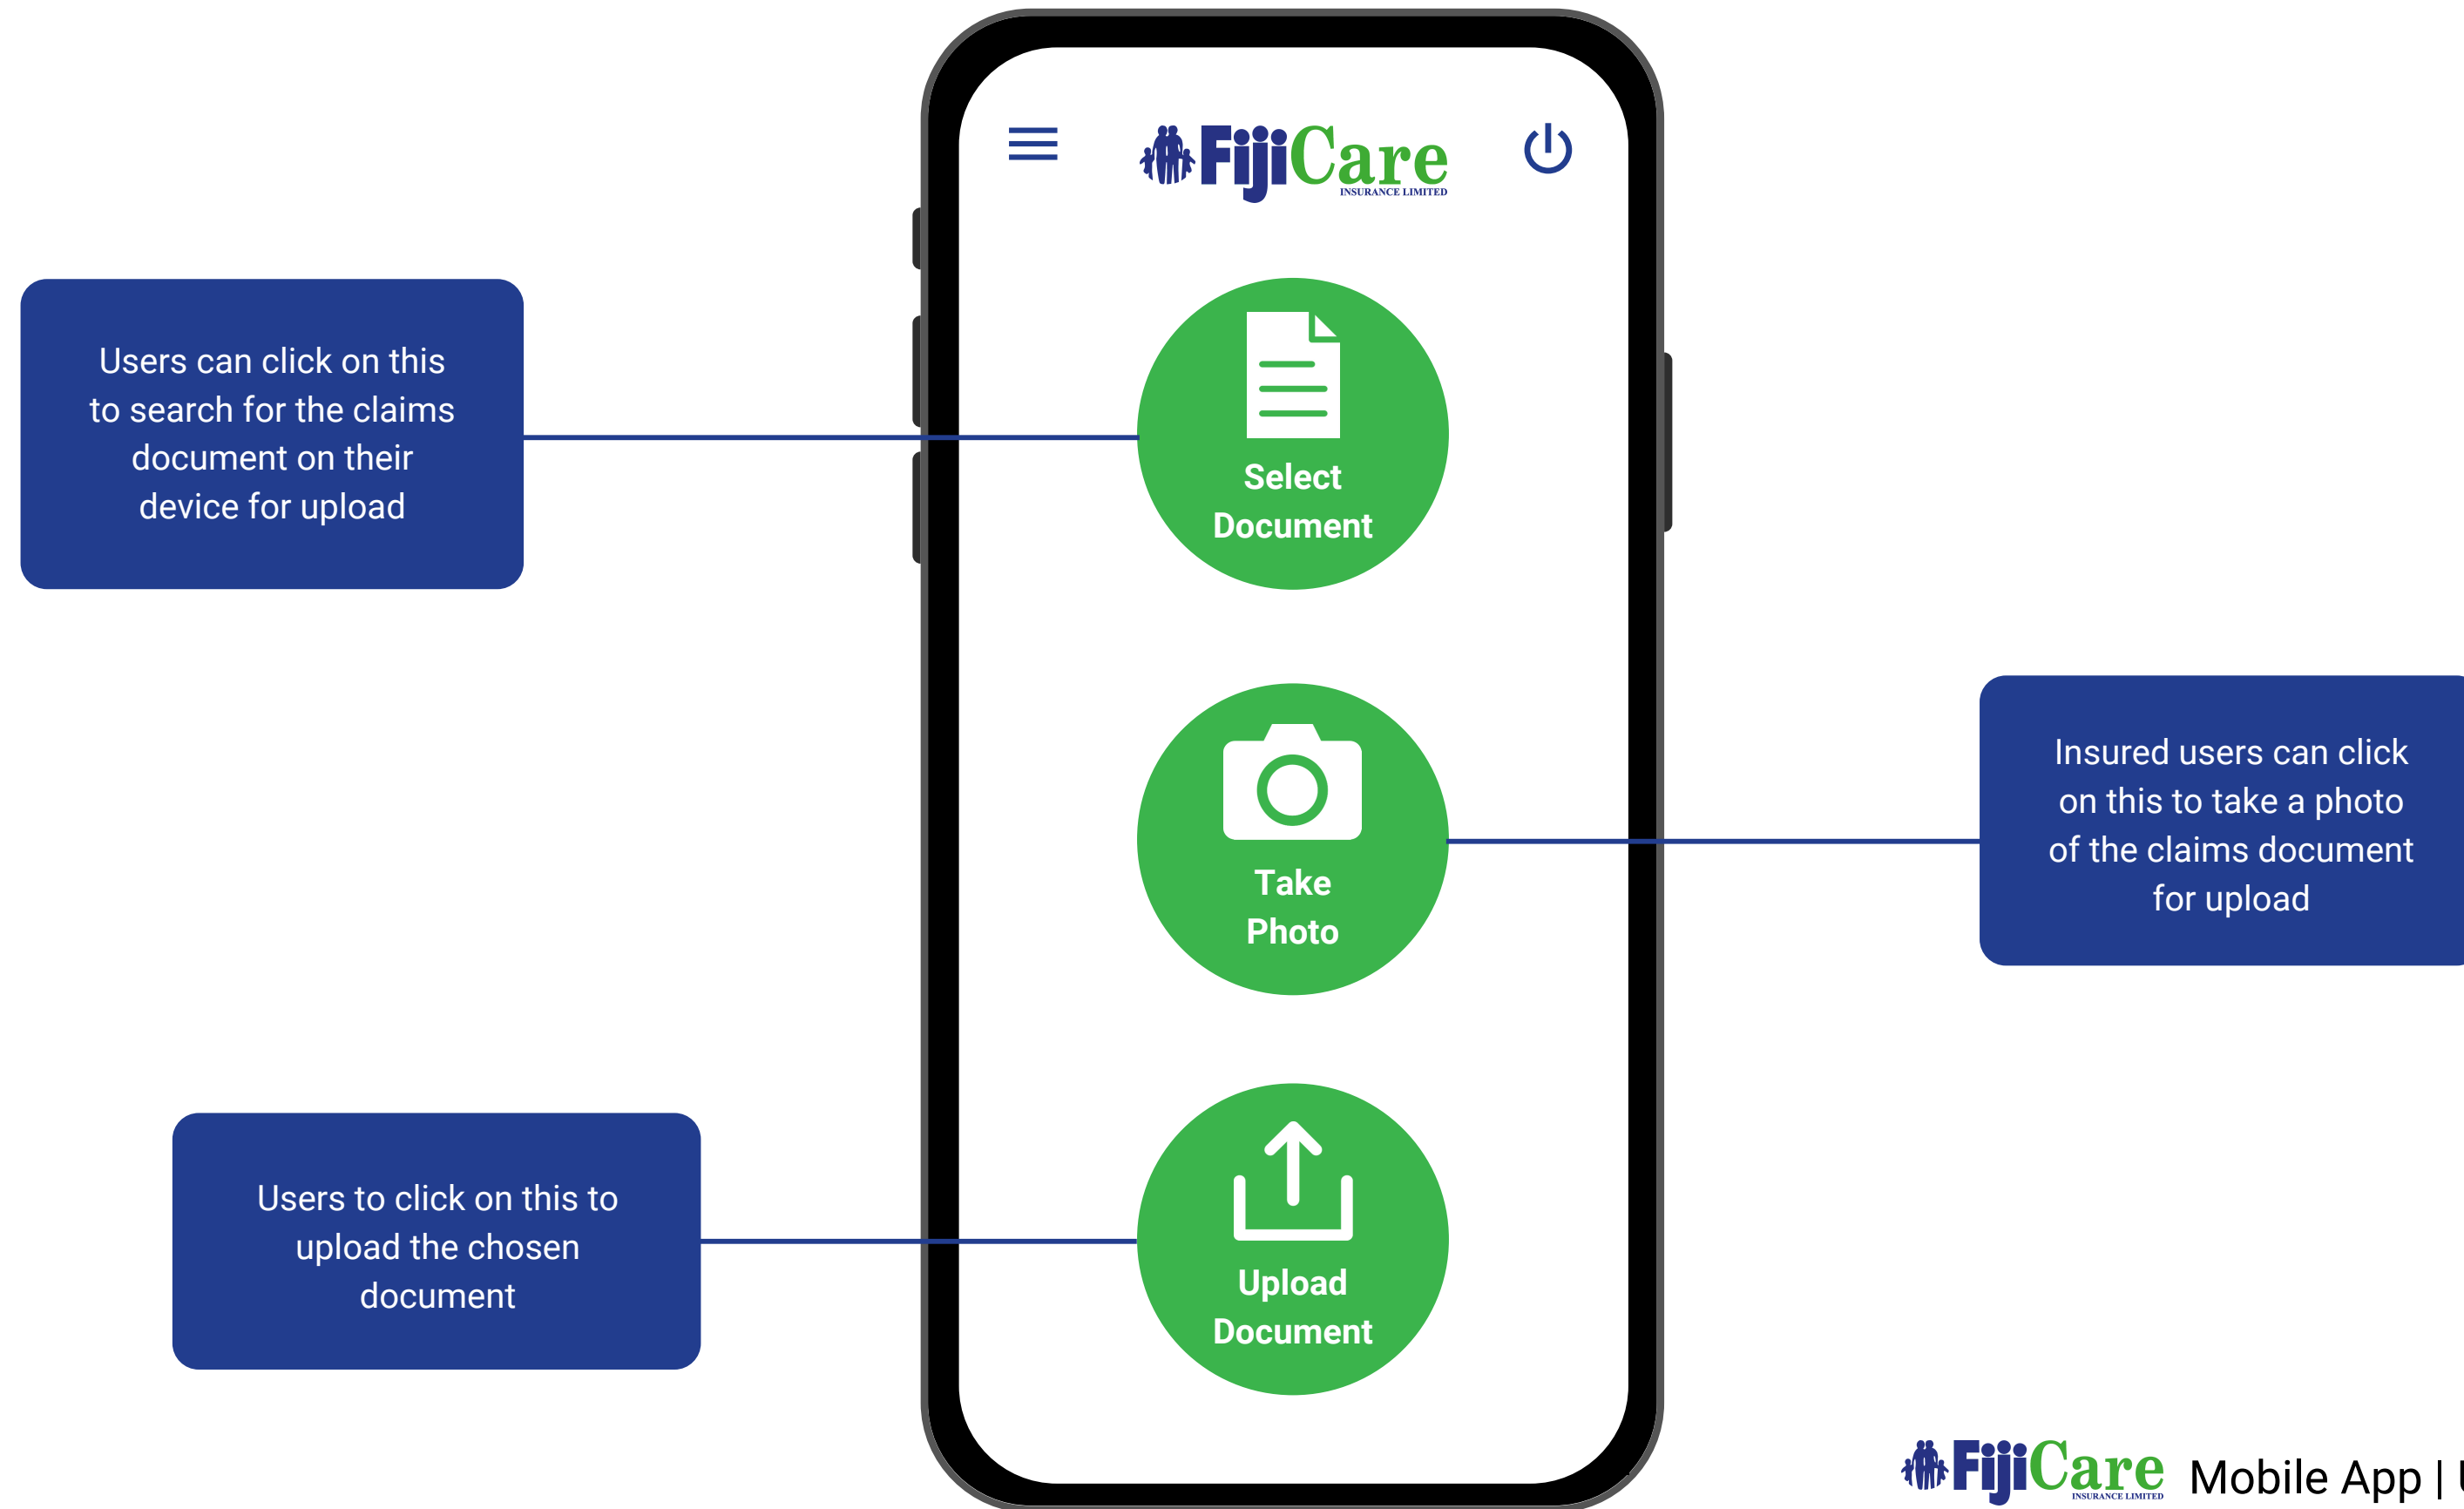 FijiCare
INSURANCE LIMITED
Users can click on this
to search for the claims
document on their
device for upload
Select
Document
Take
Photo
Insured users can click
on this to take a photo
of the claims document
for upload
Users to click on this to
upload the chosen
document
Upload
Document
FijiCare
INSURANCE LIMITED
Mobile App |